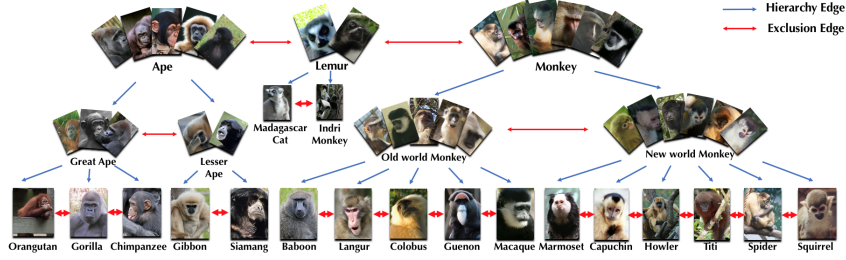 Hierarchy Edge
Exclusion Edge
Ape
Lemur
Monkey
Madagascar
Cat
Indri
Monkey
Great Ape
Lesser
Ape
Old world Monkey
New world Monkey
Orangutan
Gorilla
Chimpanzee
Gibbon
Siamang
Baboon
Langur
Colobus
Guenon
Macaque
Marmoset
Capuchin
Howler
Titi
Spider
Squirrel